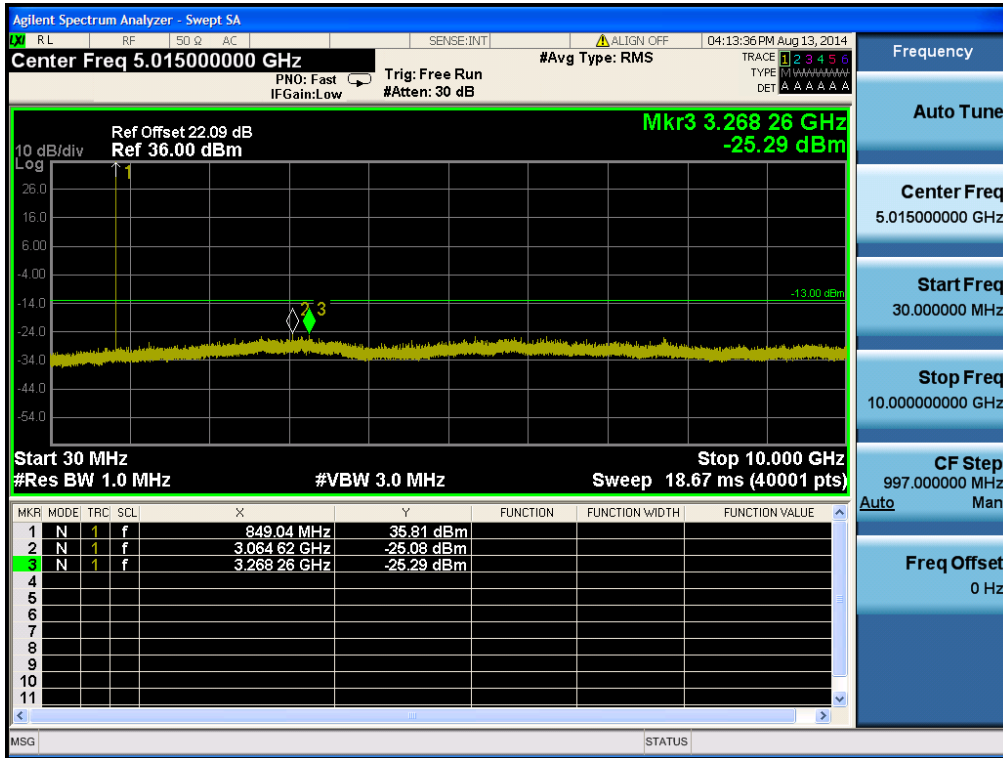 Agilent Spectrum Analyzer - Swept SA
LXI RL RF 50 Ω AC SENSE:INT ALIGN OFF 04:13:36 PM Aug 13, 2014
Center Freq 5.015000000 GHz
PNO: Fast
IFGain:Low
Trig: Free Run
#Atten: 30 dB
#Avg Type: RMS
TRACE 1 2 3 4 5 6
TYPE M
DET A A A A A A
Mkr3 3.268 26 GHz
-25.29 dBm
Ref Offset 22.09 dB
10 dB/div Ref 36.00 dBm
Log
1
26.0
16.0
6.00
-4.00
-14.0
-24.0
-34.0
-44.0
-54.0
-13.00 dBm
2 3
Start 30 MHz Stop 10.000 GHz
#Res BW 1.0 MHz #VBW 3.0 MHz Sweep 18.67 ms (40001 pts)
MKR MODE TRC SCL X Y FUNCTION FUNCTION WIDTH FUNCTION VALUE
1 N 1 f 849.04 MHz 35.81 dBm
2 N 1 f 3.064 62 GHz -25.08 dBm
3 N 1 f 3.268 26 GHz -25.29 dBm
4
5
6
7
8
9
10
11
MSG STATUS
Frequency
Auto Tune
Center Freq
5.015000000 GHz
Start Freq
30.000000 MHz
Stop Freq
10.000000000 GHz
CF Step
997.000000 MHz
Auto Man
Freq Offset
0 Hz